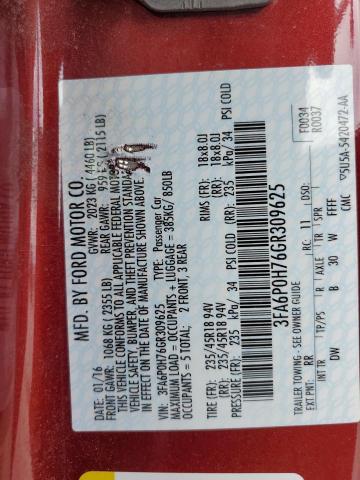 MFD. BY FORD MOTOR CO.
DATE: 01/16 GVWR: 2023 KG (4460 LB)
FRONT GAWR: 1068 KG (2355 LB) REAR GAWR: 959 KG (2115 LB)
THIS VEHICLE CONFORMS TO ALL APPLICABLE FEDERAL MOTOR
VEHICLE SAFETY, BUMPER, AND THEFT PREVENTION STANDARDS
IN EFFECT ON THE DATE OF MANUFACTURE SHOWN ABOVE.
VIN: 3FA6P0H76GR309625 TYPE: Passenger Car
MAXIMUM LOAD = OCCUPANTS + LUGGAGE = 385KG / 850LB
OCCUPANTS: 5 TOTAL: 2 FRONT, 3 REAR
TIRE (FR): 235/45R18 94V RIMS (FR): 18x8.0J
(RR): 235/45R18 94V (RR): 18x8.0J
PRESSURE (FR): 235 kPa/ 34 PSI COLD (RR): 235 kPa/ 34 PSI COLD
3FA6P0H76GR309625
TRAILER TOWING - SEE OWNER GUIDE F0034
R0037
EXT PNT: RR RC: 11 DSO:
WB BRK INT TR TP/PS R AXLE TR SPR
B 30 W FFFF
5U5A-5420472-AA